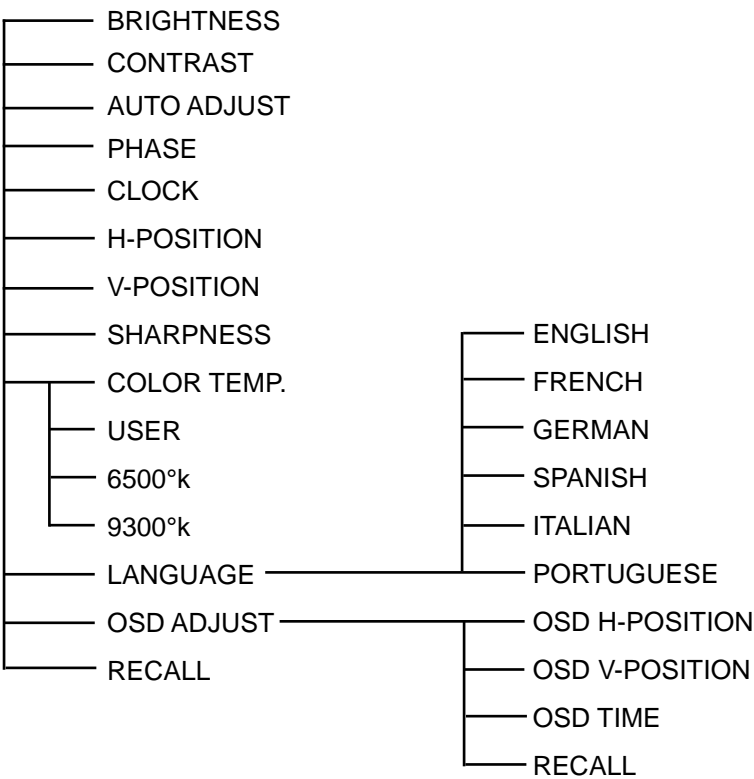 BRIGHTNESS
CONTRAST
AUTO ADJUST
PHASE
CLOCK
H-POSITION
V-POSITION
SHARPNESS
COLOR TEMP.
USER
6500°k
9300°k
LANGUAGE
ENGLISH
FRENCH
GERMAN
SPANISH
ITALIAN
PORTUGUESE
OSD ADJUST
OSD H-POSITION
OSD V-POSITION
OSD TIME
RECALL
RECALL